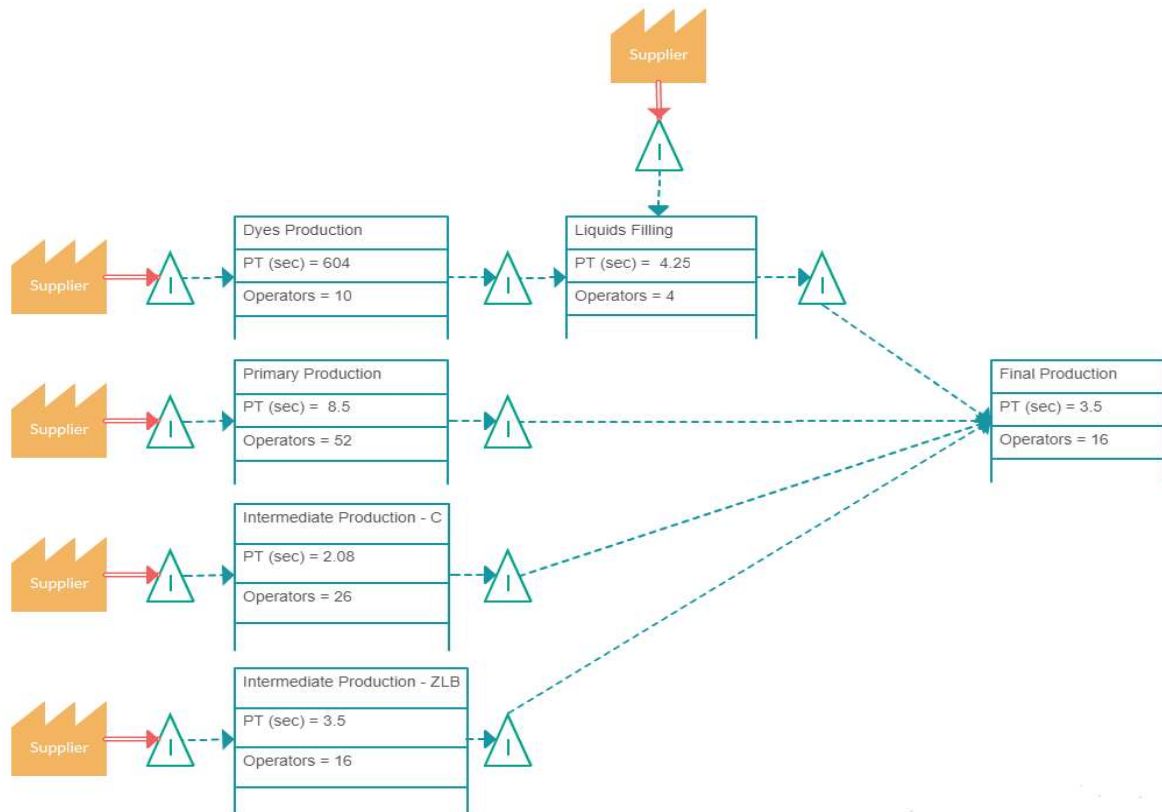 Supplier
I
Dyes Production
PT (sec) = 604
Operators = 10
Liquids Filling
PT (sec) = 4.25
Operators = 4
Supplier
I
I
I
Primary Production
PT (sec) = 8.5
Operators = 52
Final Production
PT (sec) = 3.5
Operators = 16
Supplier
I
I
Intermediate Production - C
PT (sec) = 2.08
Operators = 26
Supplier
I
I
Intermediate Production - ZLB
PT (sec) = 3.5
Operators = 16
Supplier
I
I